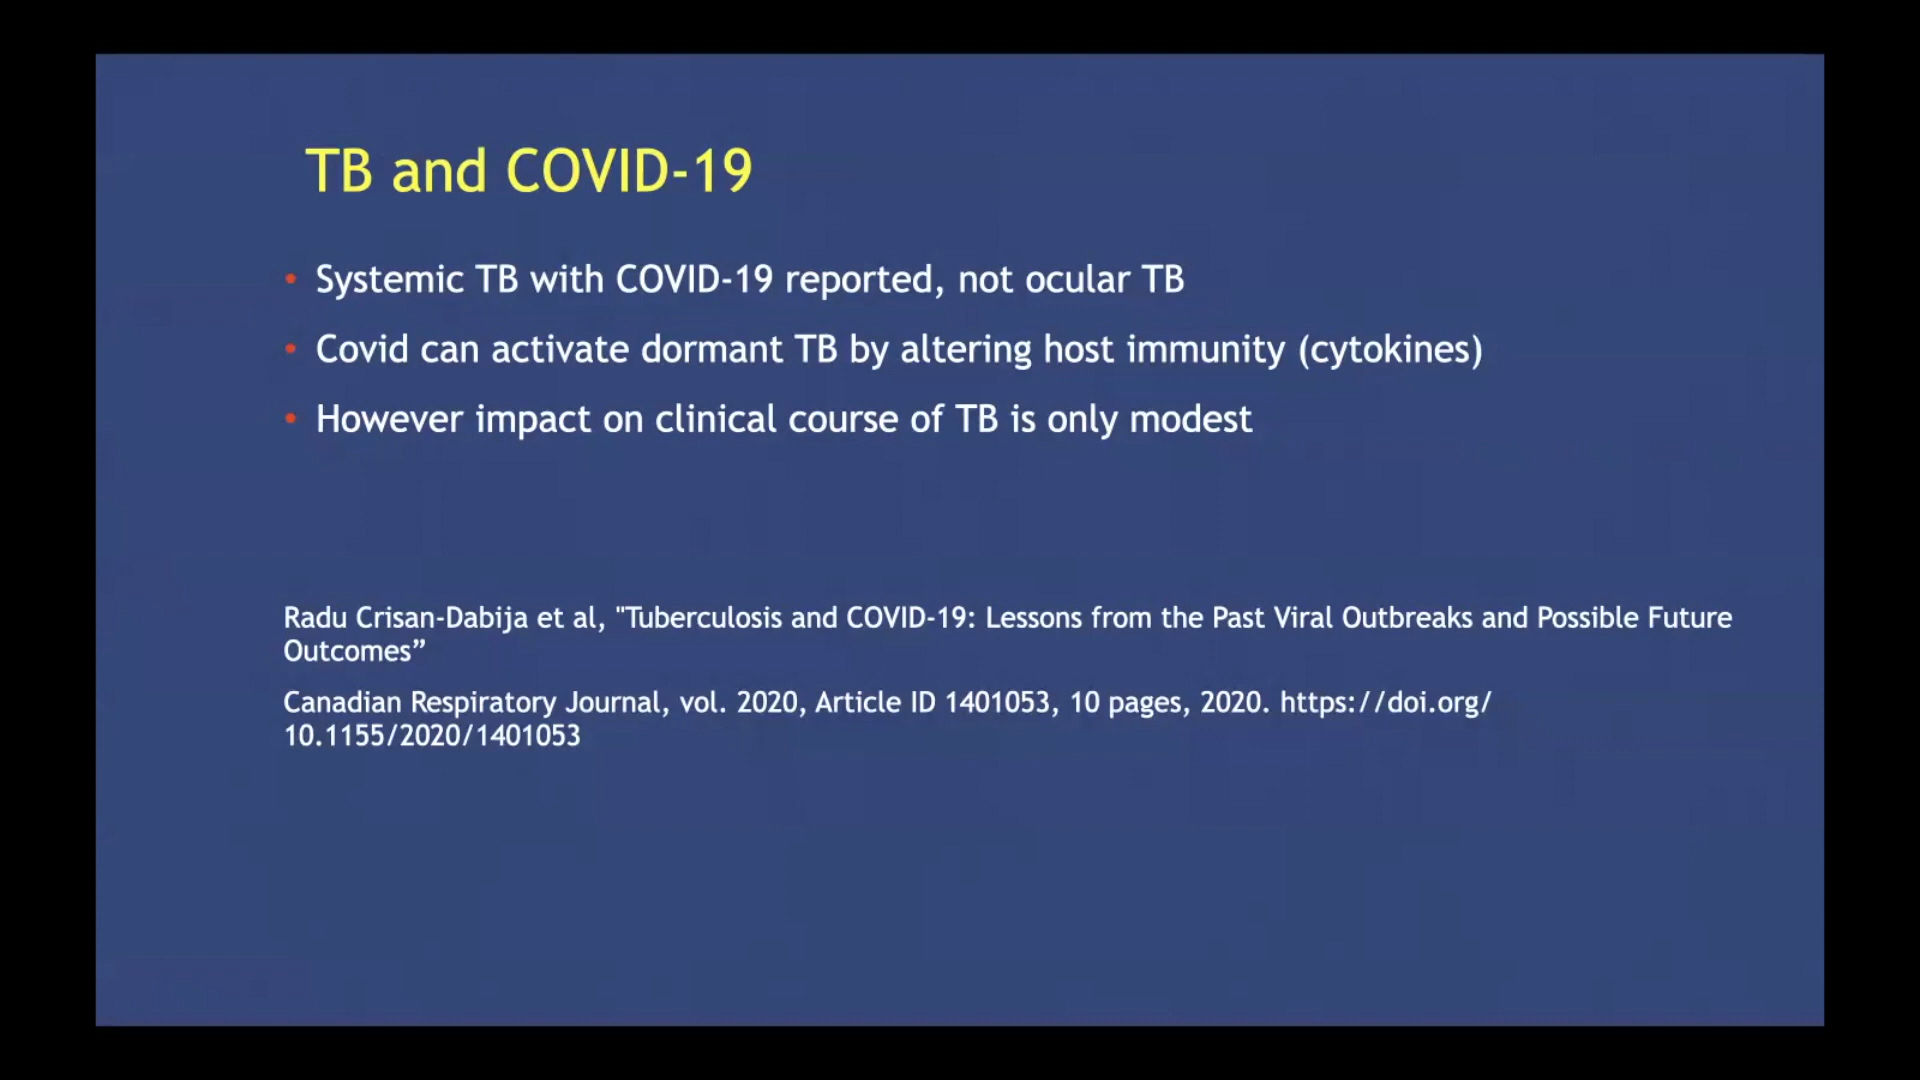 TB and COVID-19
• Systemic TB with COVID-19 reported, not ocular TB
• Covid can activate dormant TB by altering host immunity (cytokines)
• However impact on clinical course of TB is only modest
Radu Crisan-Dabija et al, "Tuberculosis and COVID-19: Lessons from the Past Viral Outbreaks and Possible Future
Outcomes”
Canadian Respiratory Journal, vol. 2020, Article ID 1401053, 10 pages, 2020. https://doi.org/
10.1155/2020/1401053